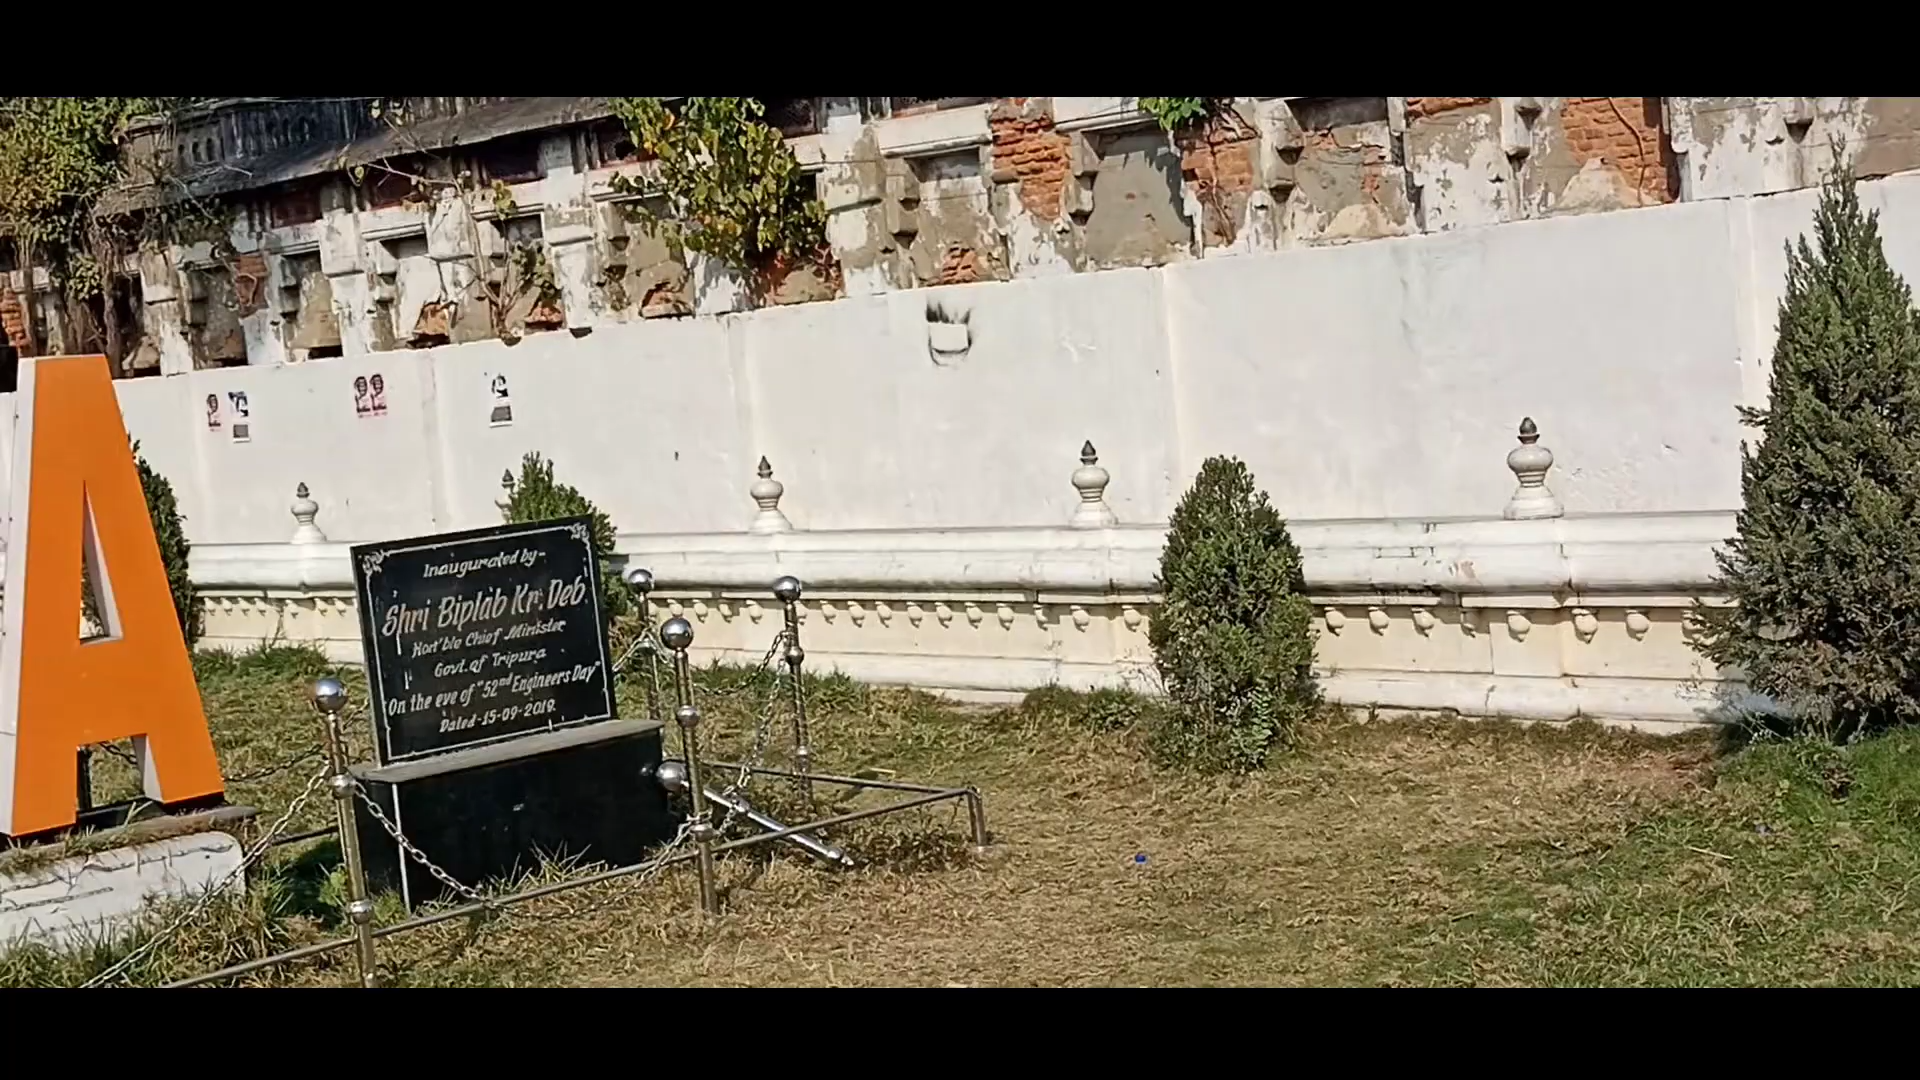 A
Inaugurated by-
Shri Biplab Kr. Deb
Hon'ble Chief Minister
Govt. of Tripura
On the eve of "52nd Engineers Day"
Dated-15-09-2019.